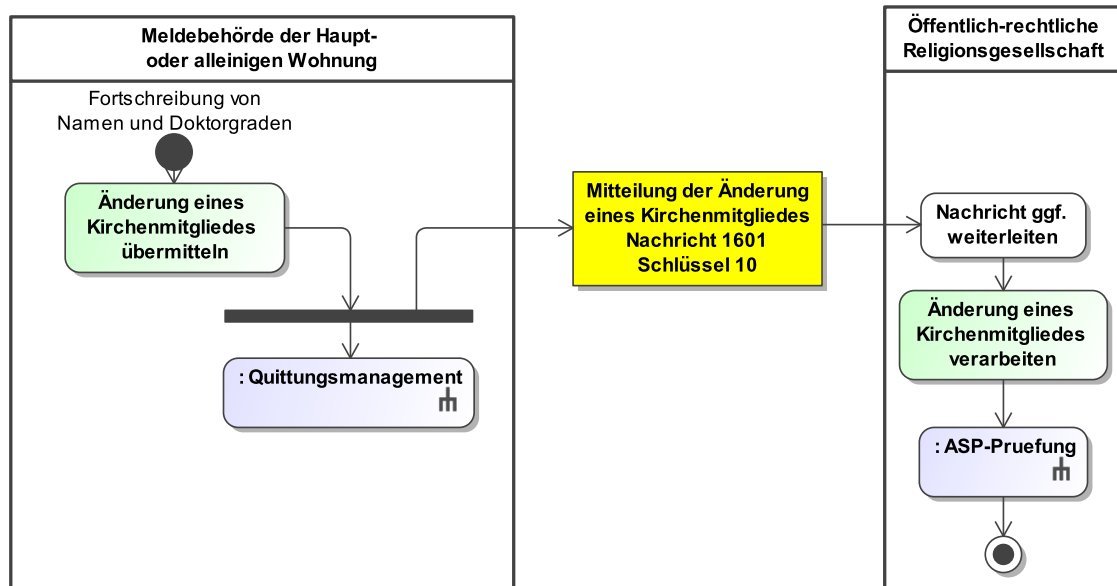 Meldebehörde der Haupt-
oder alleinigen Wohnung
Fortschreibung von
Namen und Doktorgraden
Änderung eines
Kirchenmitgliedes
übermitteln
: Quittungsmanagement
Mitteilung der Änderung
eines Kirchenmitgliedes
Nachricht 1601
Schlüssel 10
Öffentlich-rechtliche
Religionsgesellschaft
Nachricht ggf.
weiterleiten
Änderung eines
Kirchenmitgliedes
verarbeiten
: ASP-Pruefung